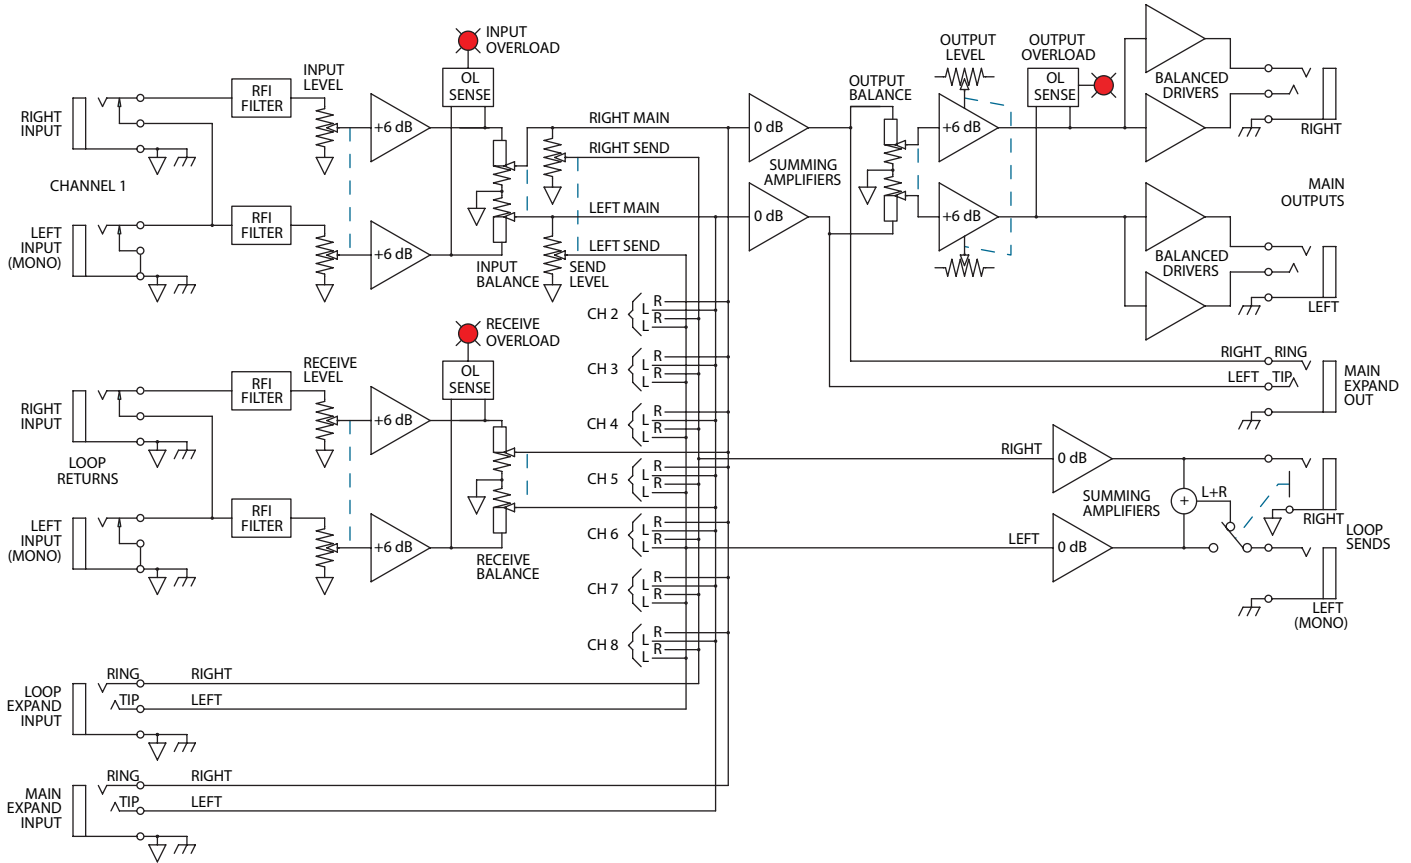 INPUT
OVERLOAD
OL
SENSE
INPUT
LEVEL
RFI
FILTER
RIGHT
INPUT
+6 dB
CHANNEL 1
LEFT
INPUT
(MONO)
RFI
FILTER
+6 dB
INPUT
BALANCE
RIGHT MAIN
RIGHT SEND
LEFT MAIN
LEFT SEND
SEND
LEVEL
0 dB
SUMMING
AMPLIFIERS
0 dB
OUTPUT
BALANCE
OUTPUT
LEVEL
+6 dB
+6 dB
OUTPUT
OVERLOAD
OL
SENSE
BALANCED
DRIVERS
RIGHT
MAIN
OUTPUTS
BALANCED
DRIVERS
LEFT
CH 2
R
L
R
L
CH 3
R
L
R
L
CH 4
R
L
R
L
CH 5
R
L
R
L
CH 6
R
L
R
L
CH 7
R
L
R
L
CH 8
R
L
R
L
RECEIVE
OVERLOAD
OL
SENSE
RECEIVE
LEVEL
RFI
FILTER
RIGHT
INPUT
+6 dB
LOOP
RETURNS
LEFT
INPUT
(MONO)
RFI
FILTER
+6 dB
RECEIVE
BALANCE
RIGHT RING
LEFT TIP
MAIN
EXPAND
OUT
RIGHT
0 dB
SUMMING
AMPLIFIERS
+
L+R
LEFT
0 dB
RIGHT
LOOP
SENDS
LEFT
(MONO)
RING
RIGHT
LOOP
EXPAND
INPUT
TIP
LEFT
RING
RIGHT
MAIN
EXPAND
INPUT
TIP
LEFT